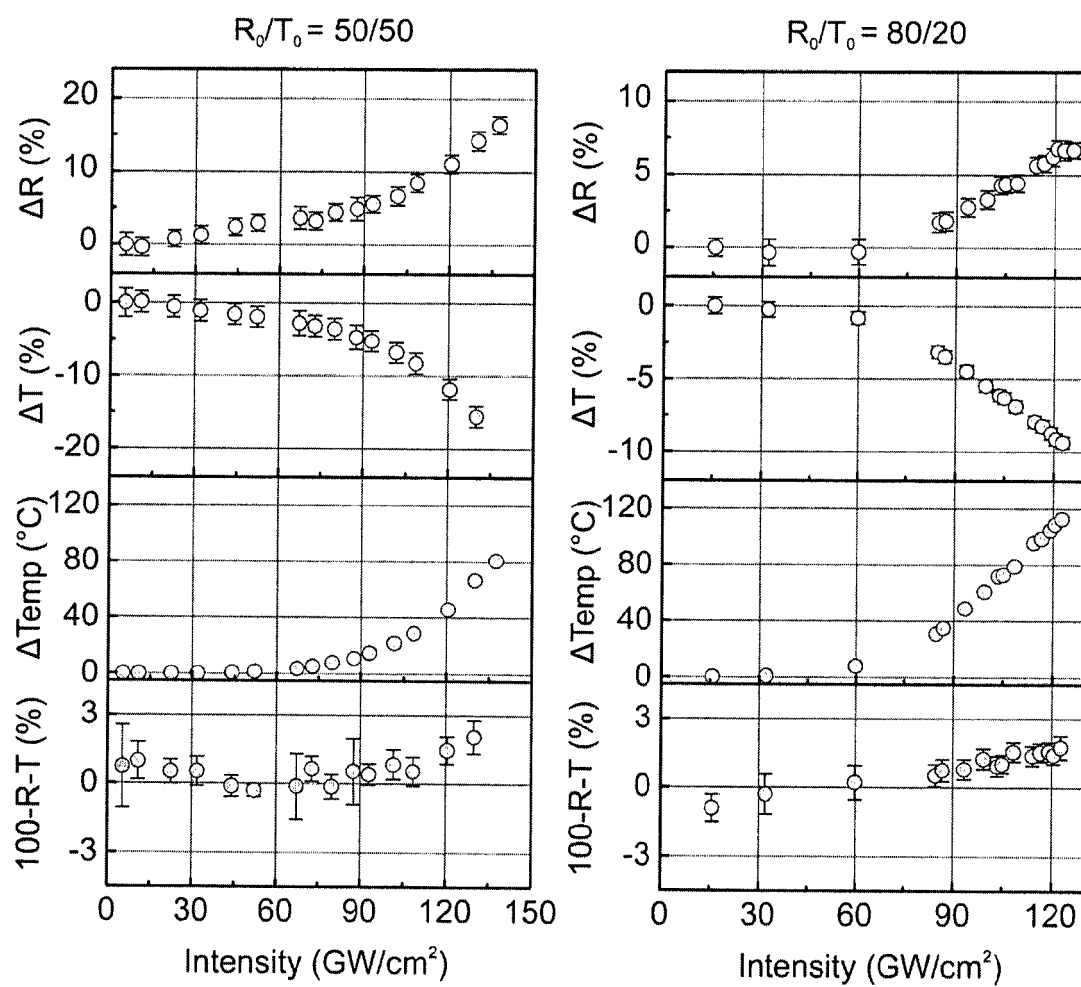 R₀/T₀ = 50/50
R₀/T₀ = 80/20
ΔR (%)
20
10
0
ΔT (%)
0
-10
-20
ΔTemp (°C)
120
80
40
0
100-R-T (%)
3
0
-3
0 30 60 90 120 150
Intensity (GW/cm²)
ΔR (%)
10
5
0
ΔT (%)
0
-5
-10
ΔTemp (°C)
120
80
40
0
100-R-T (%)
3
0
-3
0 30 60 90 120
Intensity (GW/cm²)